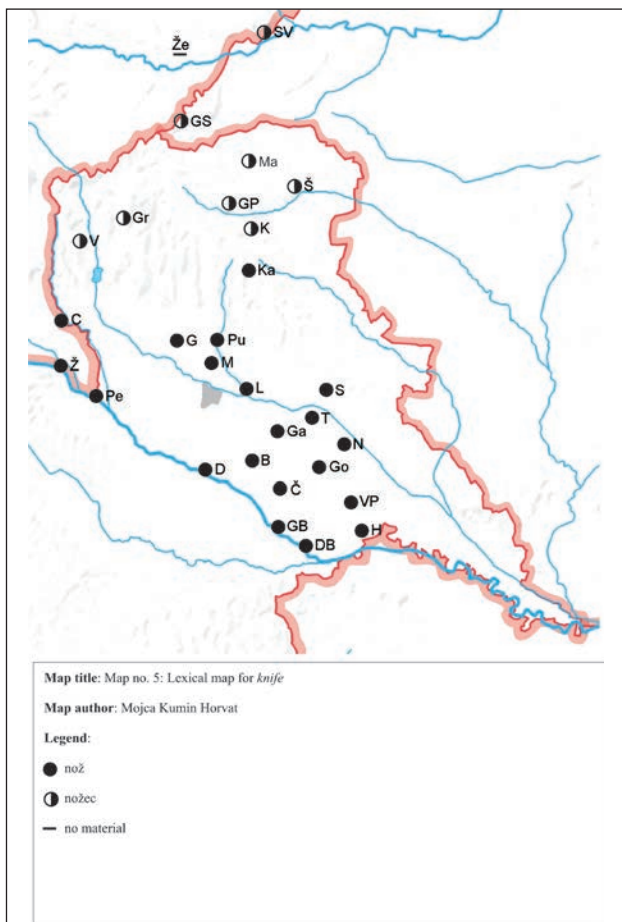 SV
Že
GS
Ma
Š
GP
Gr
K
V
Ka
C
G
Pu
M
Ž
L
S
Pe
T
Ga
N
B
Go
D
Č
VP
GB
H
DB
Map title: Map no. 5: Lexical map for knife
Map author: Mojca Kumin Horvat
Legend:
nož
nožec
no material